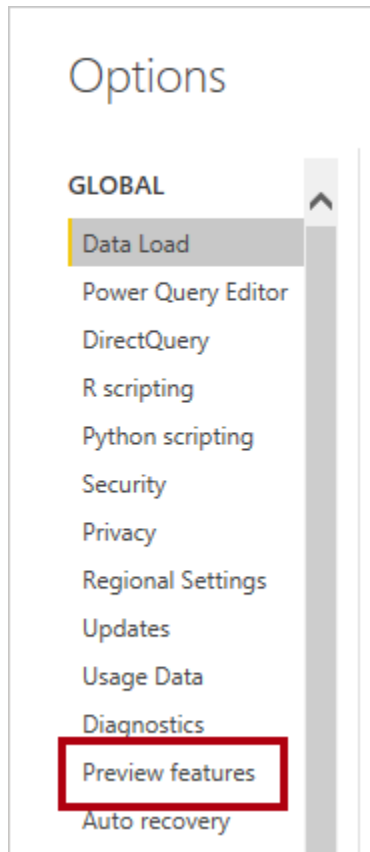 Options
GLOBAL
Data Load
Power Query Editor
DirectQuery
R scripting
Python scripting
Security
Privacy
Regional Settings
Updates
Usage Data
Diagnostics
Preview features
Auto recovery